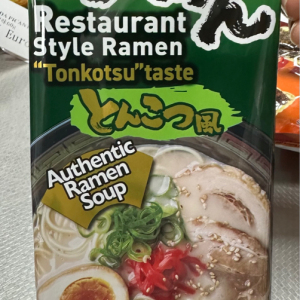 Restaurant
Style Ramen
"Tonkotsu"taste
とんこつ風
Authentic
Ramen
Soup